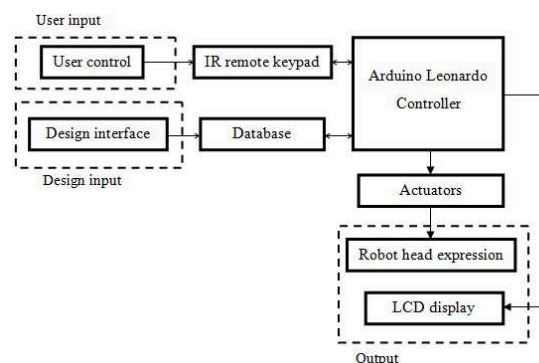 User input
User control
IR remote keypad
Arduino Leonardo
Controller
Design interface
Database
Design input
Actuators
Robot head expression
LCD display
Output